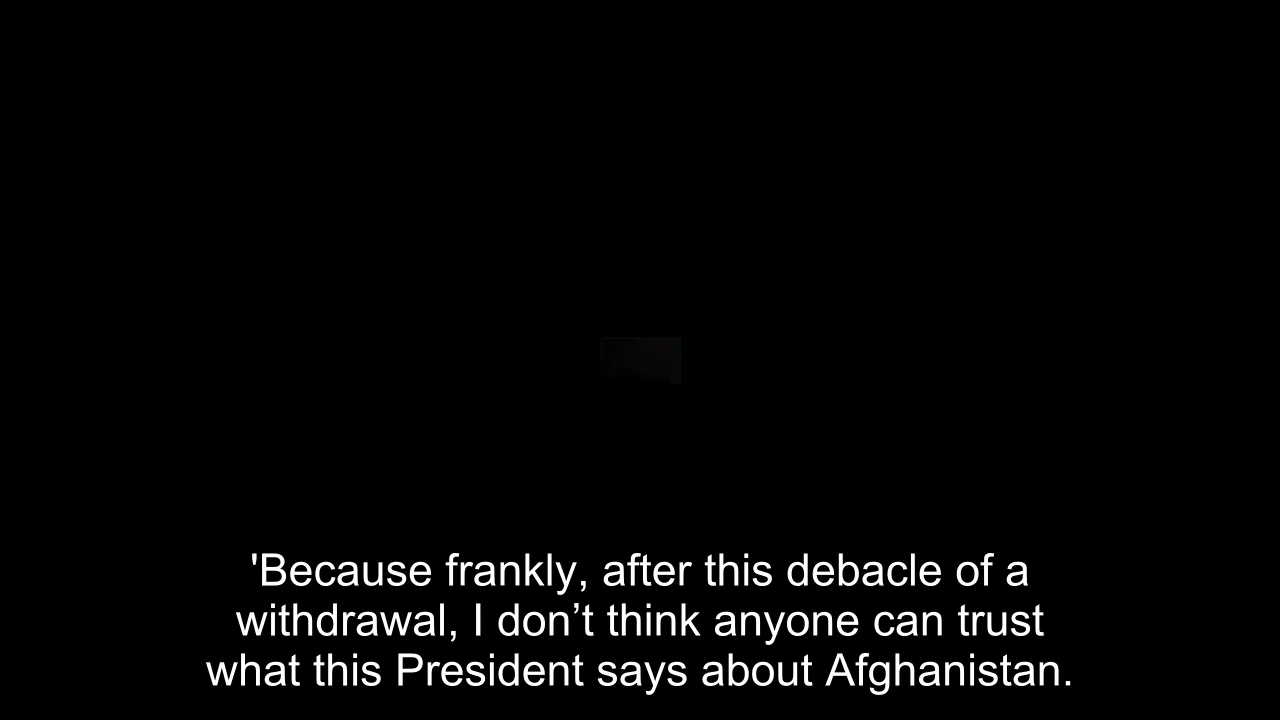 'Because frankly, after this debacle of a
withdrawal, I don’t think anyone can trust
what this President says about Afghanistan.